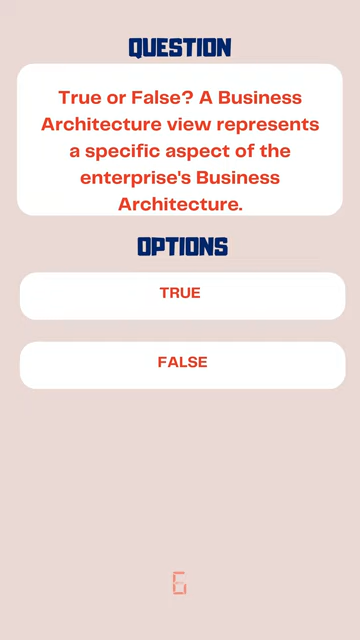 QUESTION
True or False? A Business
Architecture view represents
a specific aspect of the
enterprise's Business
Architecture.
OPTIONS
TRUE
FALSE
6